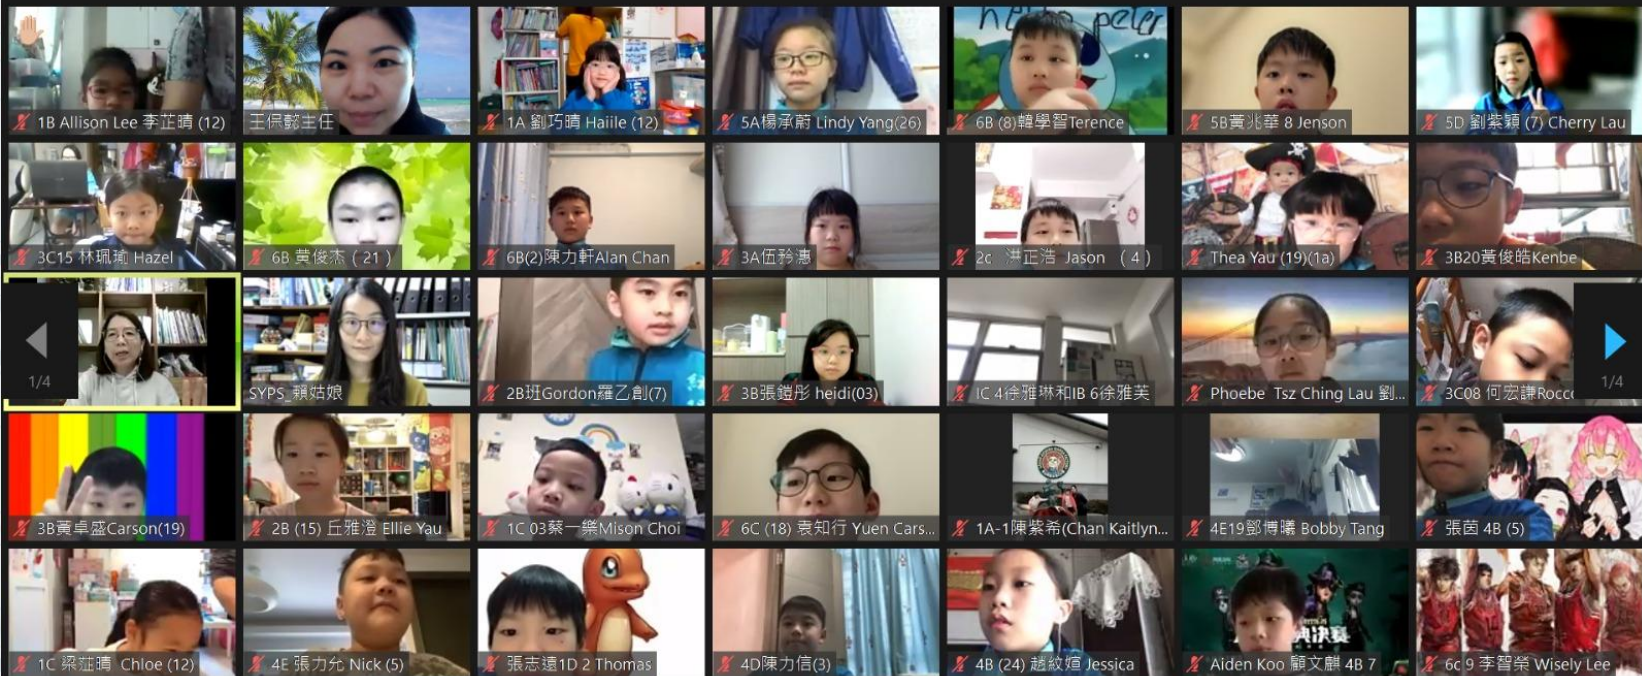 1B Allison Lee 李芷晴 (12)
王保懿主任
1A 劉巧晴 Haiile (12)
5A楊承蔚 Lindy Yang(26)
hello peter
6B (8)韓學智Terence
5B黃兆華 8 Jenson
5D 劉紫穎 (7) Cherry Lau
3C15 林珮瑜 Hazel
6B 黃俊杰 ( 21 )
6B(2)陳力軒Alan Chan
3A伍矜憓
2c 洪正浩 Jason ( 4 )
Thea Yau (19)(1a)
3B20黃俊皓Kenbe
1/4
SYPS_賴姑娘
2B班Gordon羅乙創(7)
3B張鎧彤 heidi(03)
IC 4徐雅琳和IB 6徐雅芙
Phoebe Tsz Ching Lau 劉...
3C08 何宏謙Rocco
1/4
3B黃卓盛Carson(19)
2B (15) 丘雅澄 Ellie Yau
1C 03蔡一樂Mison Choi
6C (18) 袁知行 Yuen Cars...
1A-1陳紫希(Chan Kaitlyn...
4E19鄧博曦 Bobby Tang
張茵 4B (5)
1C 梁莊晴 Chloe (12)
4E 張力允 Nick (5)
張志遠1D 2 Thomas
4D陳力信(3)
4B (24) 趙紋媗 Jessica
決賽
Aiden Koo 顧文麒 4B 7
6c 9 李智榮 Wisely Lee